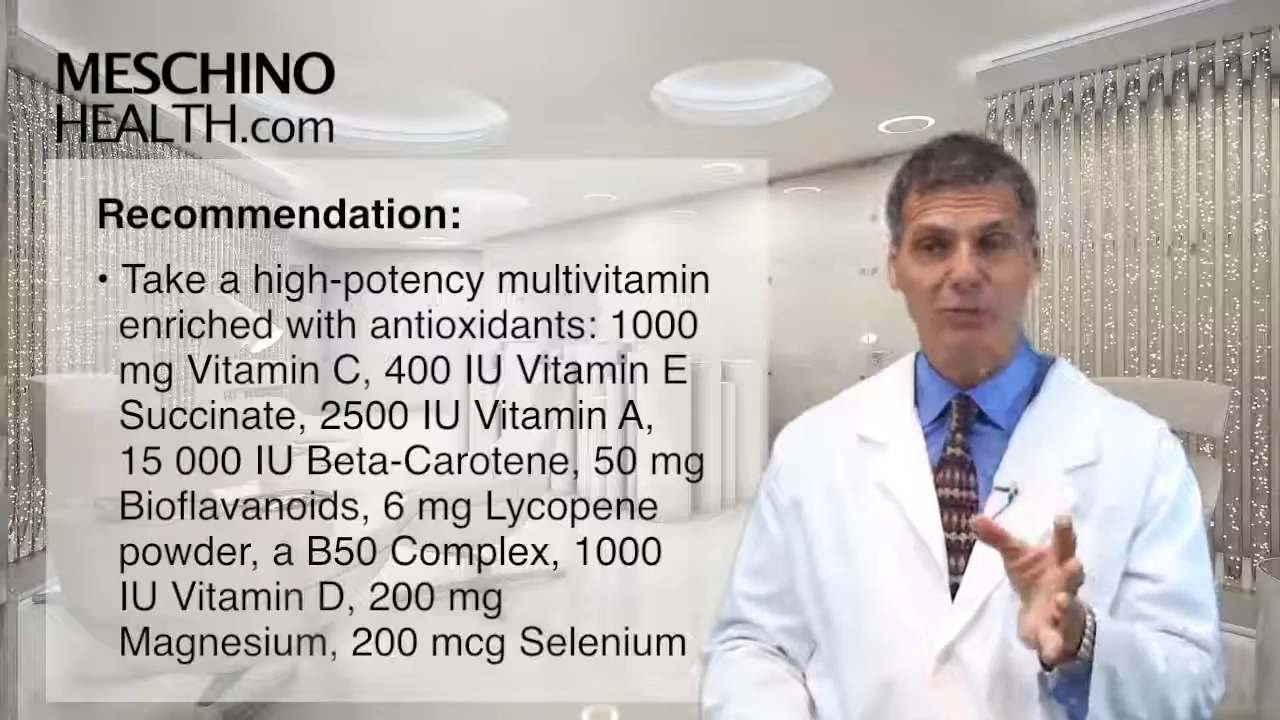 MESCHINO
HEALTH.com
Recommendation:
• Take a high-potency multivitamin
enriched with antioxidants: 1000
mg Vitamin C, 400 IU Vitamin E
Succinate, 2500 IU Vitamin A,
15 000 IU Beta-Carotene, 50 mg
Bioflavanoids, 6 mg Lycopene
powder, a B50 Complex, 1000
IU Vitamin D, 200 mg
Magnesium, 200 mcg Selenium